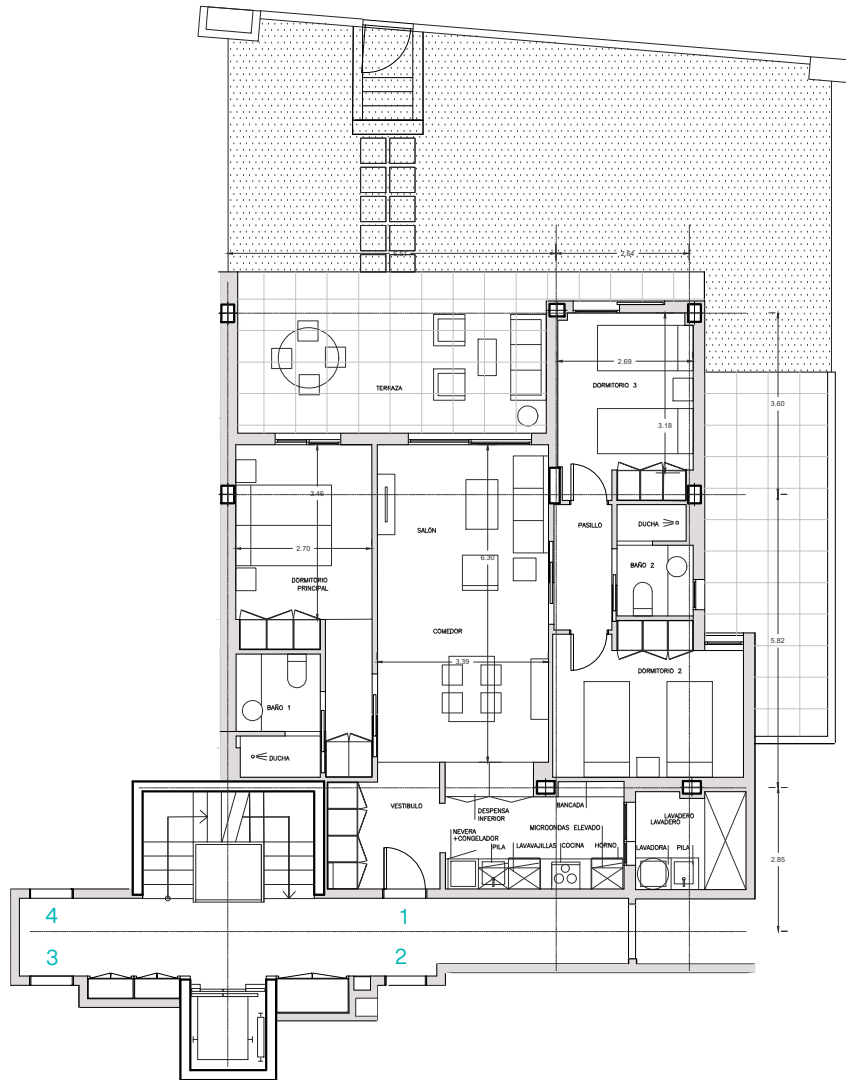 2.64
TERRAZA
2.69
DORMITORIO 3
3.18
3.60
3.46
SALÓN
PASILLO
DUCHA
2.70
6.30
BAÑO 2
DORMITORIO
PRINCIPAL
COMEDOR
5.82
3.39
DORMITORIO 2
BAÑO 1
DUCHA
VESTIBULO
DESPENSA
INFERIOR
BANCADA
LAVADERO
LAVADERO
MICROONDAS ELEVADO
NEVERA
+CONGELADOR
PILA
LAVAVAJILLAS
COCINA
HORNO
LAVADORA
PILA
2.85
4
1
3
2